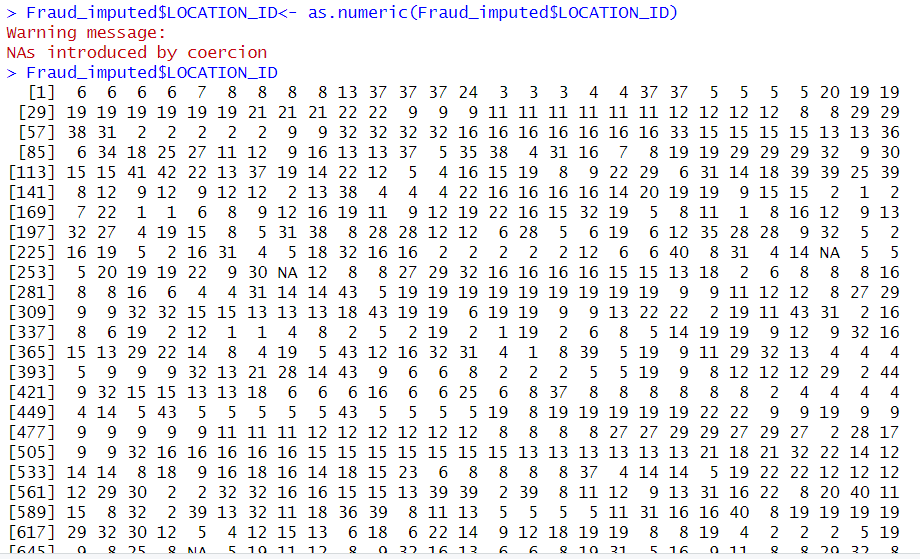 > Fraud_imputed$LOCATION_ID<- as.numeric(Fraud_imputed$LOCATION_ID)
Warning message:
NAs introduced by coercion
> Fraud_imputed$LOCATION_ID
[1] 6 6 6 6 7 8 8 8 8 13 37 37 37 24 3 3 3 4 4 37 37 5 5 5 5 20 19 19
[29] 19 19 19 19 19 19 21 21 21 22 22 9 9 9 11 11 11 11 11 11 12 12 12 12 8 8 29 29
[57] 38 31 2 2 2 2 2 9 9 32 32 32 32 16 16 16 16 16 16 16 33 15 15 15 15 13 13 36
[85] 6 34 18 25 27 11 12 9 16 13 13 37 5 35 38 4 31 16 7 8 19 19 29 29 29 32 9 30
[113] 15 15 41 42 22 13 37 19 14 22 12 5 4 16 15 19 8 9 22 29 6 31 14 18 39 39 25 39
[141] 8 12 9 12 9 12 12 2 13 38 4 4 4 22 16 16 16 16 14 20 19 19 9 15 15 2 1 2
[169] 7 22 1 1 6 8 9 12 16 19 11 9 12 19 22 16 15 32 19 5 8 11 1 8 16 12 9 13
[197] 32 27 4 19 15 8 5 31 38 8 28 28 12 12 6 28 5 6 19 6 12 35 28 28 9 32 5 2
[225] 16 19 5 2 16 31 4 5 18 32 16 16 2 2 2 2 2 12 6 6 40 8 31 4 14 NA 5 5
[253] 5 20 19 19 22 9 30 NA 12 8 8 27 29 32 16 16 16 16 15 15 13 18 2 6 8 8 8 16
[281] 8 8 16 6 4 4 31 14 14 43 5 19 19 19 19 19 19 19 19 19 9 9 11 12 12 8 27 29
[309] 9 9 32 32 15 15 13 13 13 18 43 19 19 6 19 19 9 9 13 22 22 2 19 11 43 31 2 16
[337] 8 6 19 2 12 1 1 4 8 2 5 2 19 2 1 19 2 6 8 5 14 19 19 9 12 9 32 16
[365] 15 13 29 22 14 8 4 19 5 43 12 16 32 31 4 1 8 39 5 19 9 11 29 32 13 4 4 4
[393] 5 9 9 9 32 13 21 28 14 43 9 6 6 8 2 2 2 5 5 19 9 8 12 12 12 29 2 44
[421] 9 32 15 15 13 13 18 6 6 6 16 6 6 25 6 8 37 8 8 8 8 8 8 2 4 4 4 4
[449] 4 14 5 43 5 5 5 5 5 43 5 5 5 5 19 8 19 19 19 19 19 22 22 9 9 19 9 9
[477] 9 9 9 9 9 11 11 11 12 12 12 12 12 12 8 8 8 8 27 27 29 29 27 29 27 2 28 17
[505] 9 9 32 16 16 16 16 16 15 15 15 15 15 15 15 13 13 13 13 13 13 21 18 21 32 22 14 12
[533] 14 14 8 18 9 16 18 16 14 18 15 23 6 8 8 8 8 37 4 14 14 5 19 22 22 12 12 12
[561] 12 29 30 2 2 32 32 16 16 15 15 13 39 39 2 39 8 11 12 9 13 31 16 22 8 20 40 11
[589] 15 8 32 2 39 13 32 11 18 36 39 8 11 13 5 5 5 5 11 31 16 16 40 8 19 19 19 19
[617] 29 32 30 12 5 4 12 15 13 6 18 6 22 14 9 12 18 19 19 8 8 19 4 2 2 2 5 19
[645] 9 8 25 8 NA 5 19 11 12 8 9 32 16 13 6 6 8 19 31 5 16 9 11 8 8 29 32 8